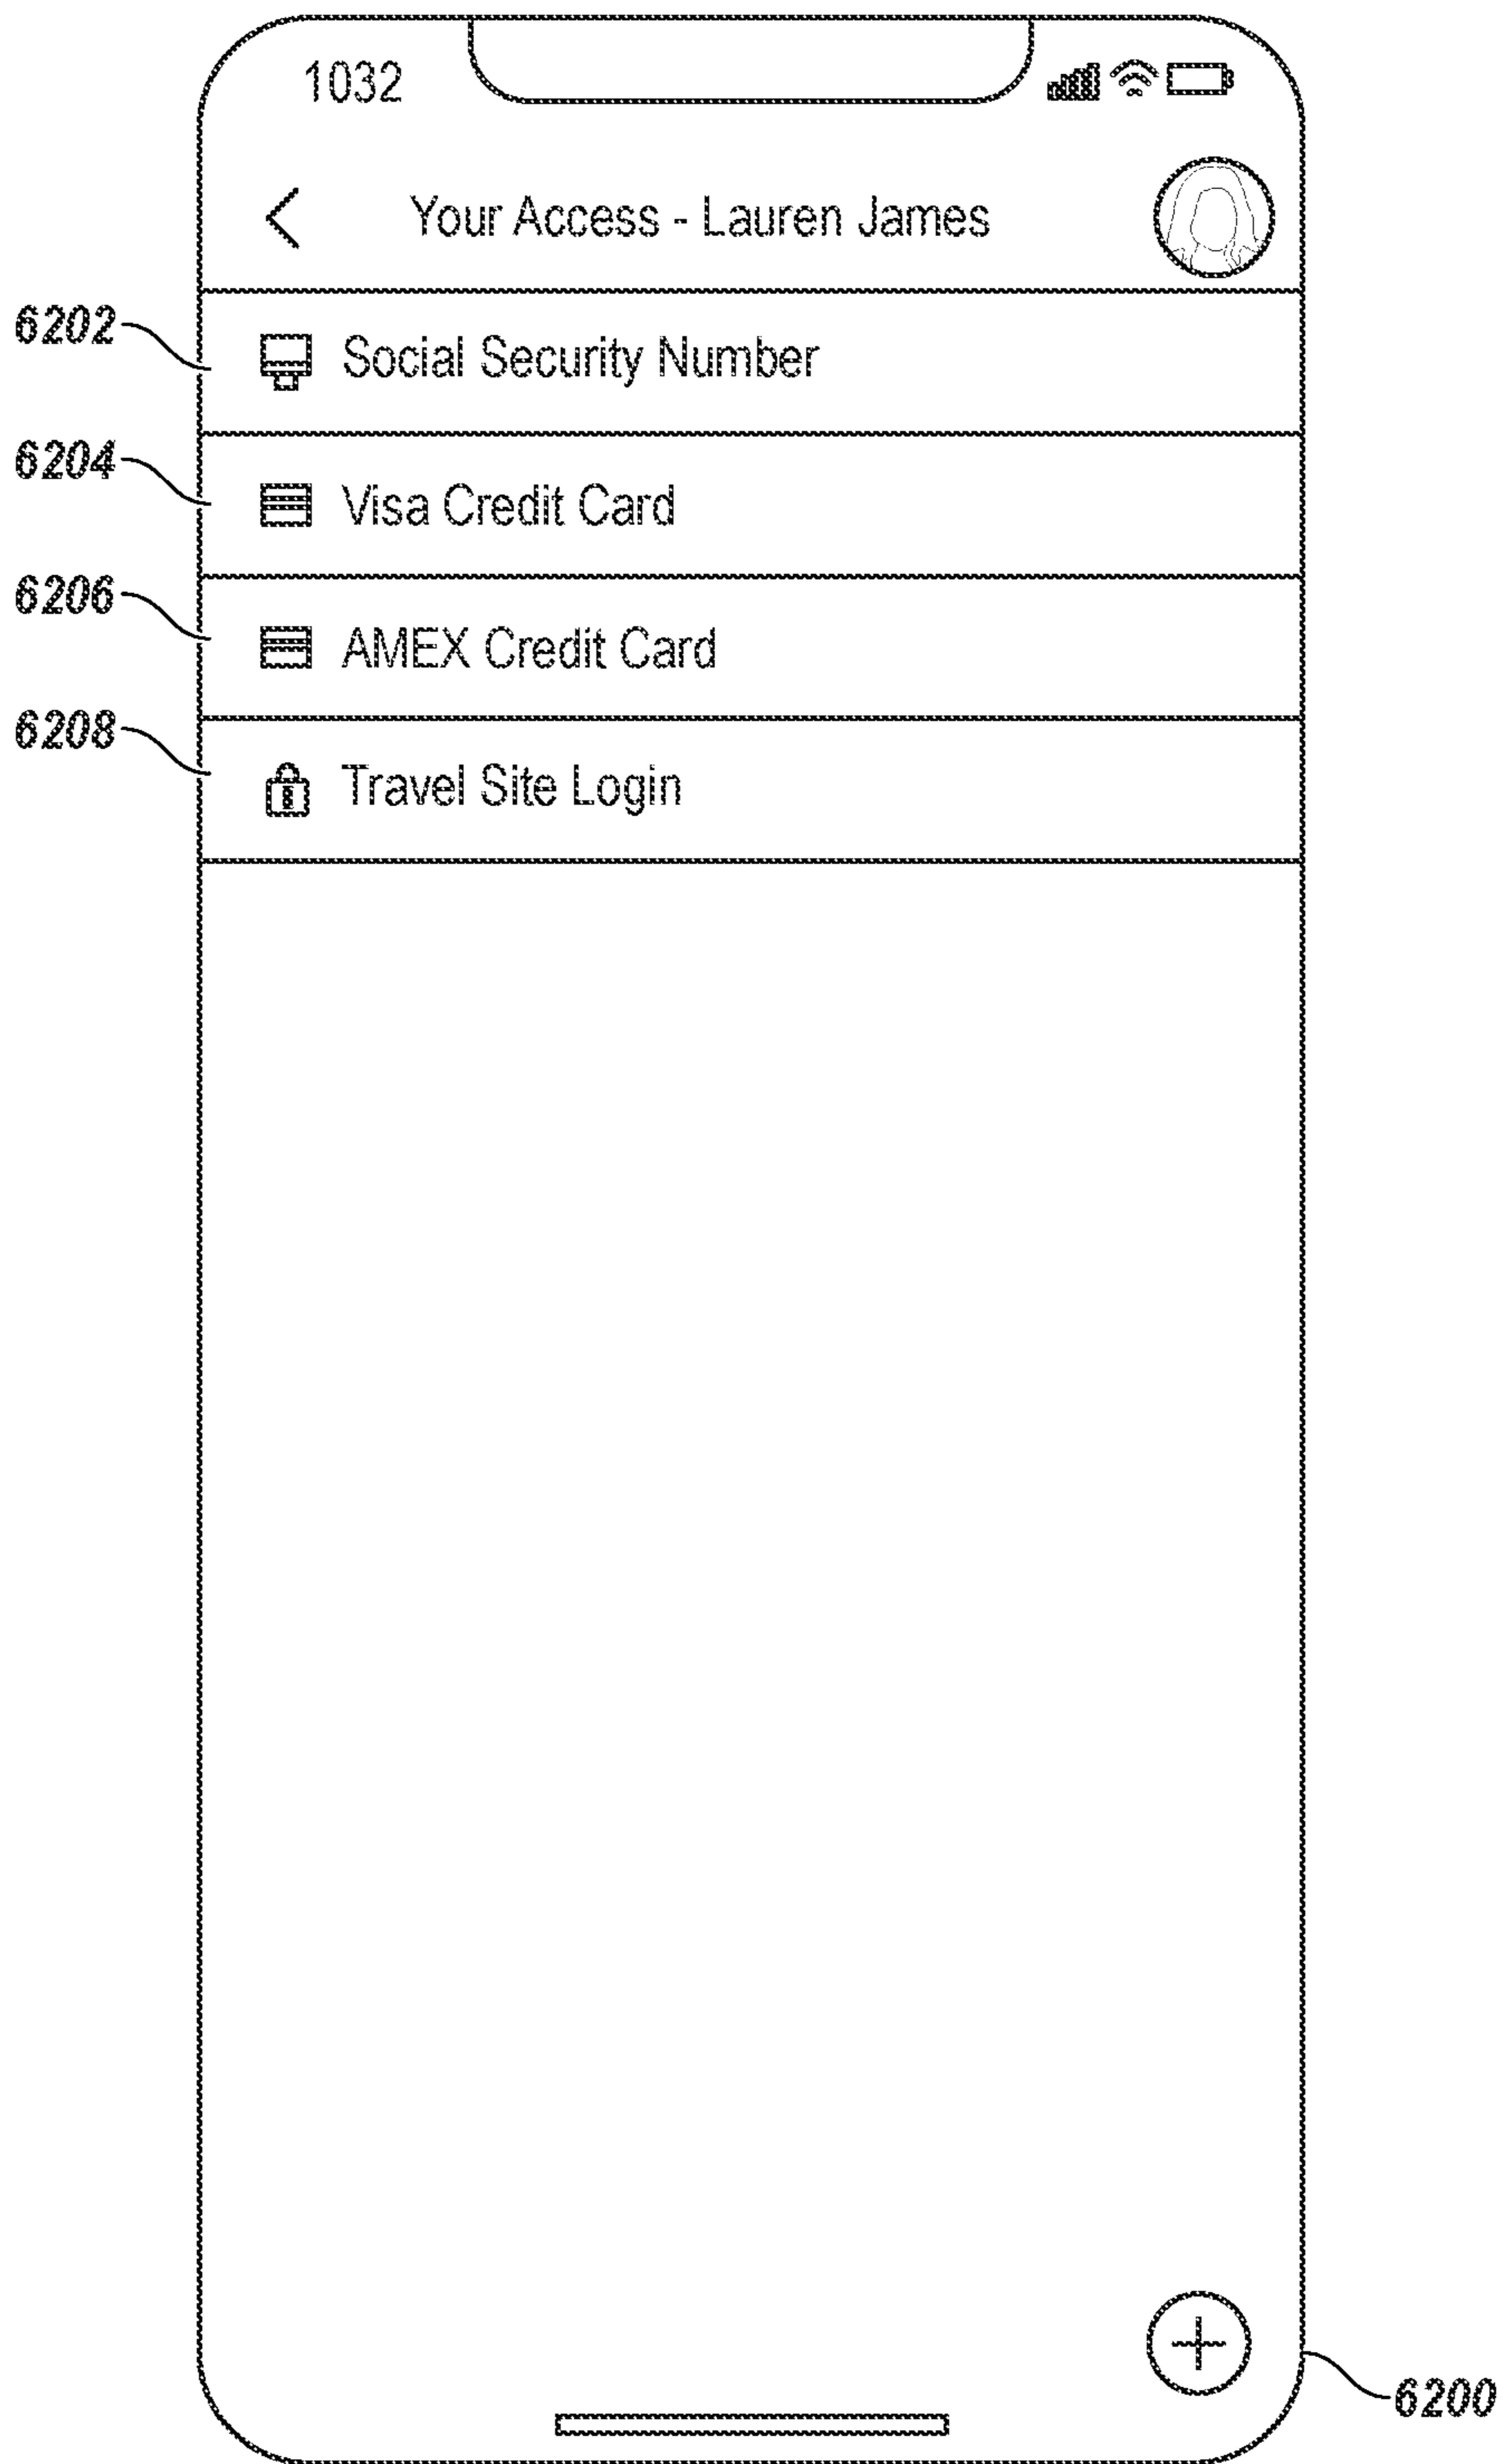 1032
Your Access - Lauren James
6202
Social Security Number
6204
Visa Credit Card
6206
AMEX Credit Card
6208
Travel Site Login
6200